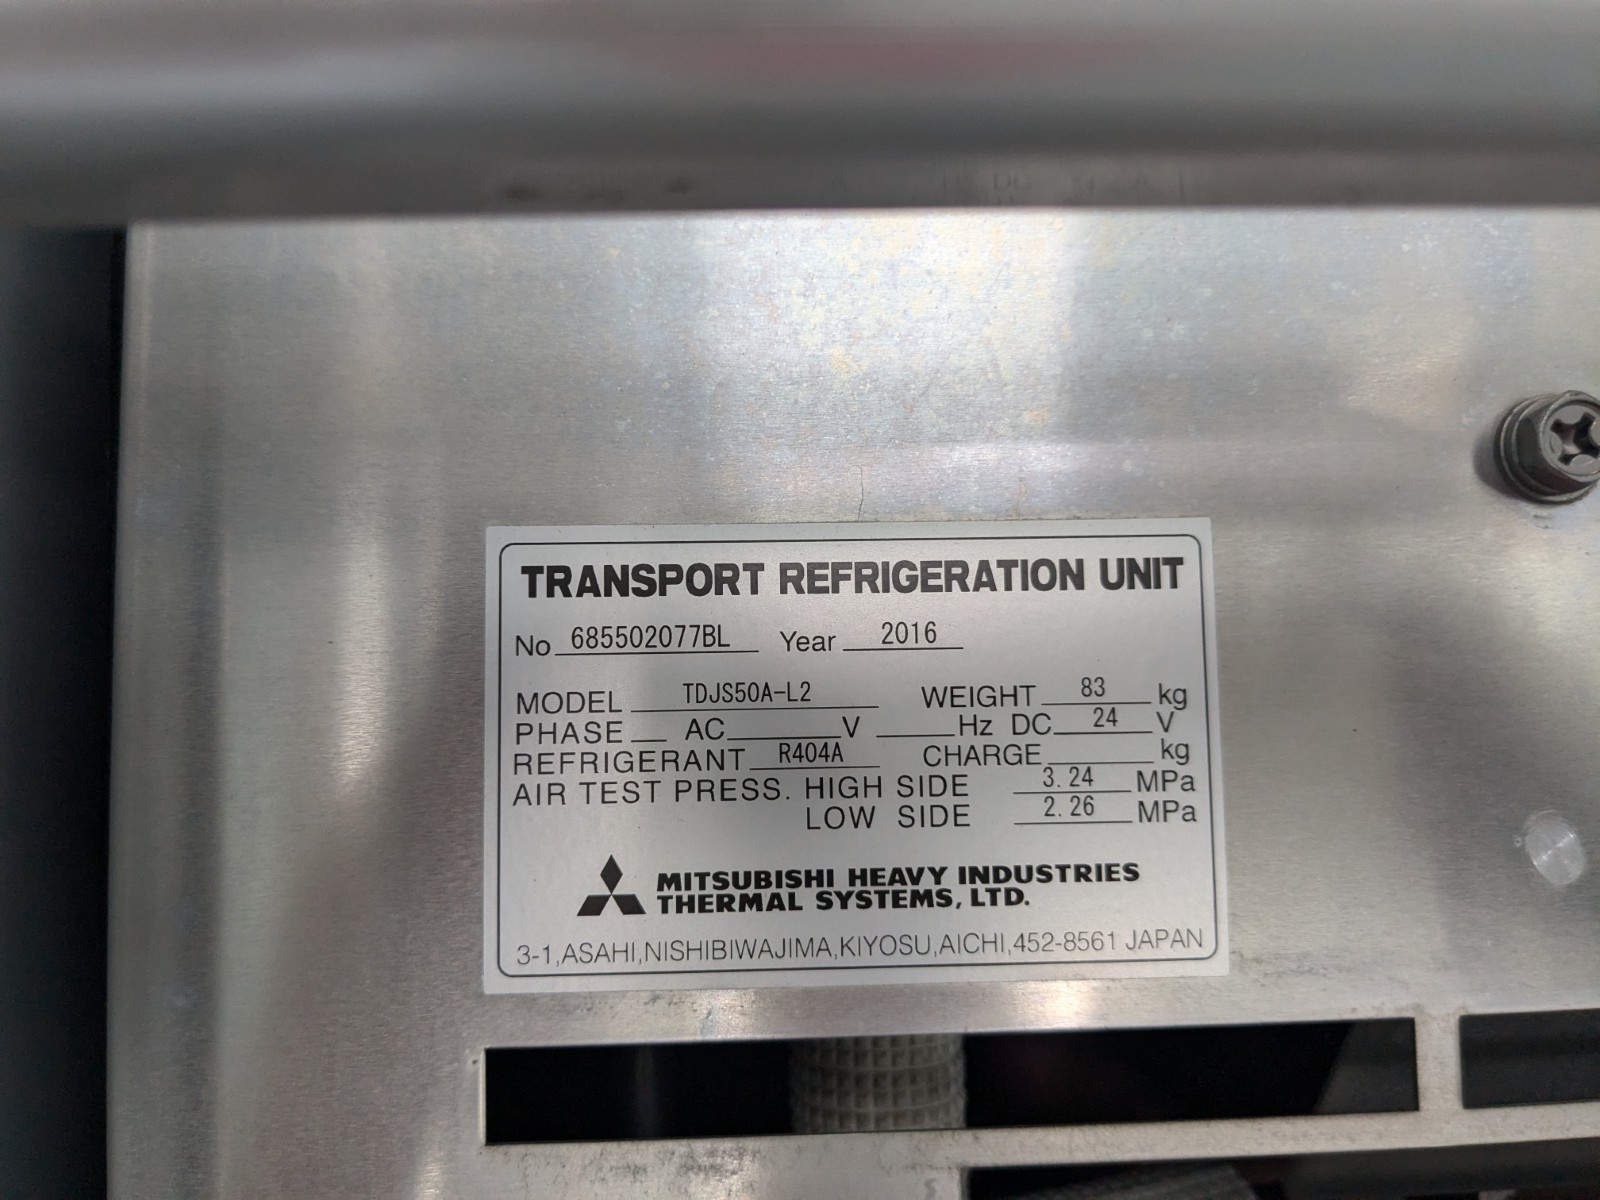 TRANSPORT REFRIGERATION UNIT
No 685502077BL Year 2016
MODEL TDJS50A-L2 WEIGHT 83 kg
PHASE AC V Hz DC 24 V
REFRIGERANT R404A CHARGE kg
AIR TEST PRESS. HIGH SIDE 3.24 MPa
LOW SIDE 2.26 MPa
MITSUBISHI HEAVY INDUSTRIES
THERMAL SYSTEMS, LTD.
3-1,ASAHI,NISHIBIWAJIMA,KIYOSU,AICHI,452-8561 JAPAN